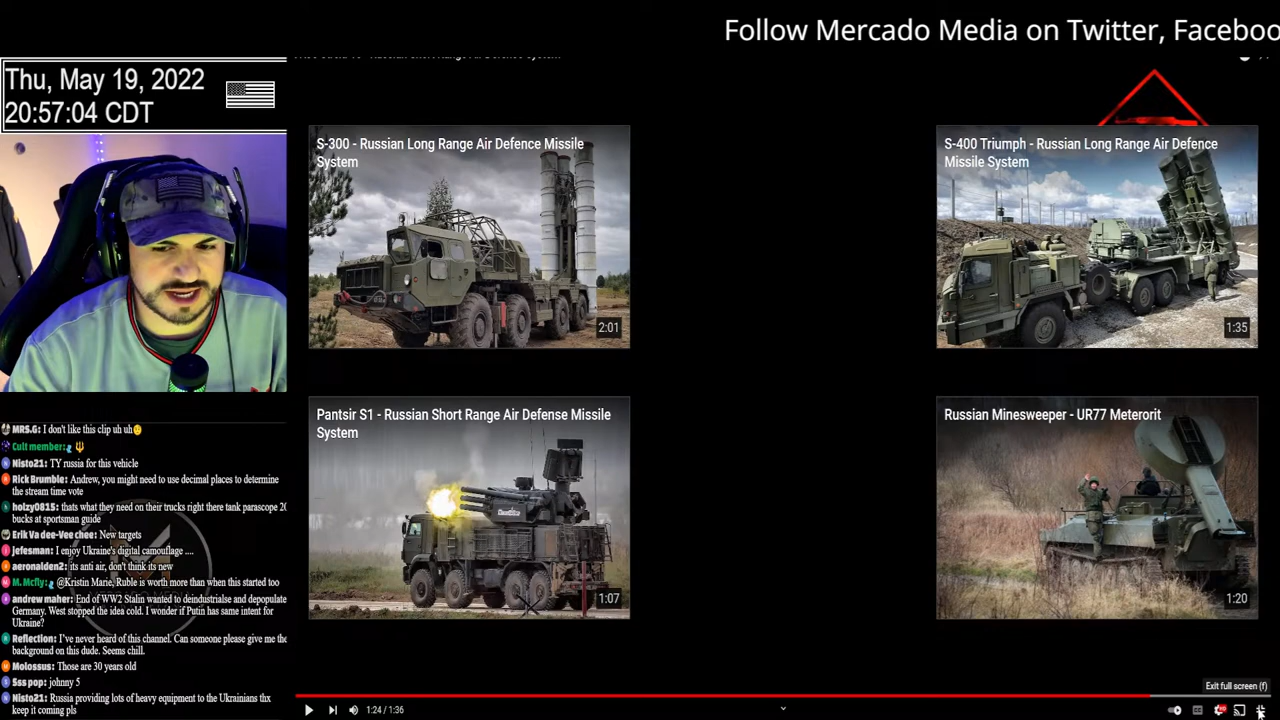 Follow Mercado Media on Twitter, Faceboo
Thu, May 19, 2022
20:57:04 CDT
S-300 - Russian Long Range Air Defence Missile
System
2:01
S-400 Triumph - Russian Long Range Air Defence
Missile System
1:35
Pantsir S1 - Russian Short Range Air Defense Missile
System
1:07
Russian Minesweeper - UR77 Meterorit
1:20
MRS.G: I don't like this clip uh uh
Cult member:
Nisto21: TY russia for this vehicle
Rick Brumble: Andrew, you might need to use decimal places to determine
the stream time vote
holzy0815: thats what they need on their trucks right there tank parascope 20
bucks at sportsman guide
Erik Va dee-Vee chee: New targets
jefesman: I enjoy Ukraine's digital camouflage ....
aeronalden2: its anti air, don't think its new
M. Mcfly: @Kristin Marie, Ruble is worth more than when this started too
andrew maher: End of WW2 Stalin wanted to deindustrialse and depopulate
Germany. West stopped the idea cold. I wonder if Putin has same intent for
Ukraine?
Reflection: I've never heard of this channel. Can someone please give me the
background on this dude. Seems chill.
Molossus: Those are 30 years old
Sss pop: johnny 5
Nisto21: Russia providing lots of heavy equipment to the Ukrainians thx
keep it coming pls
Exit full screen (f)
1:24 / 1:36